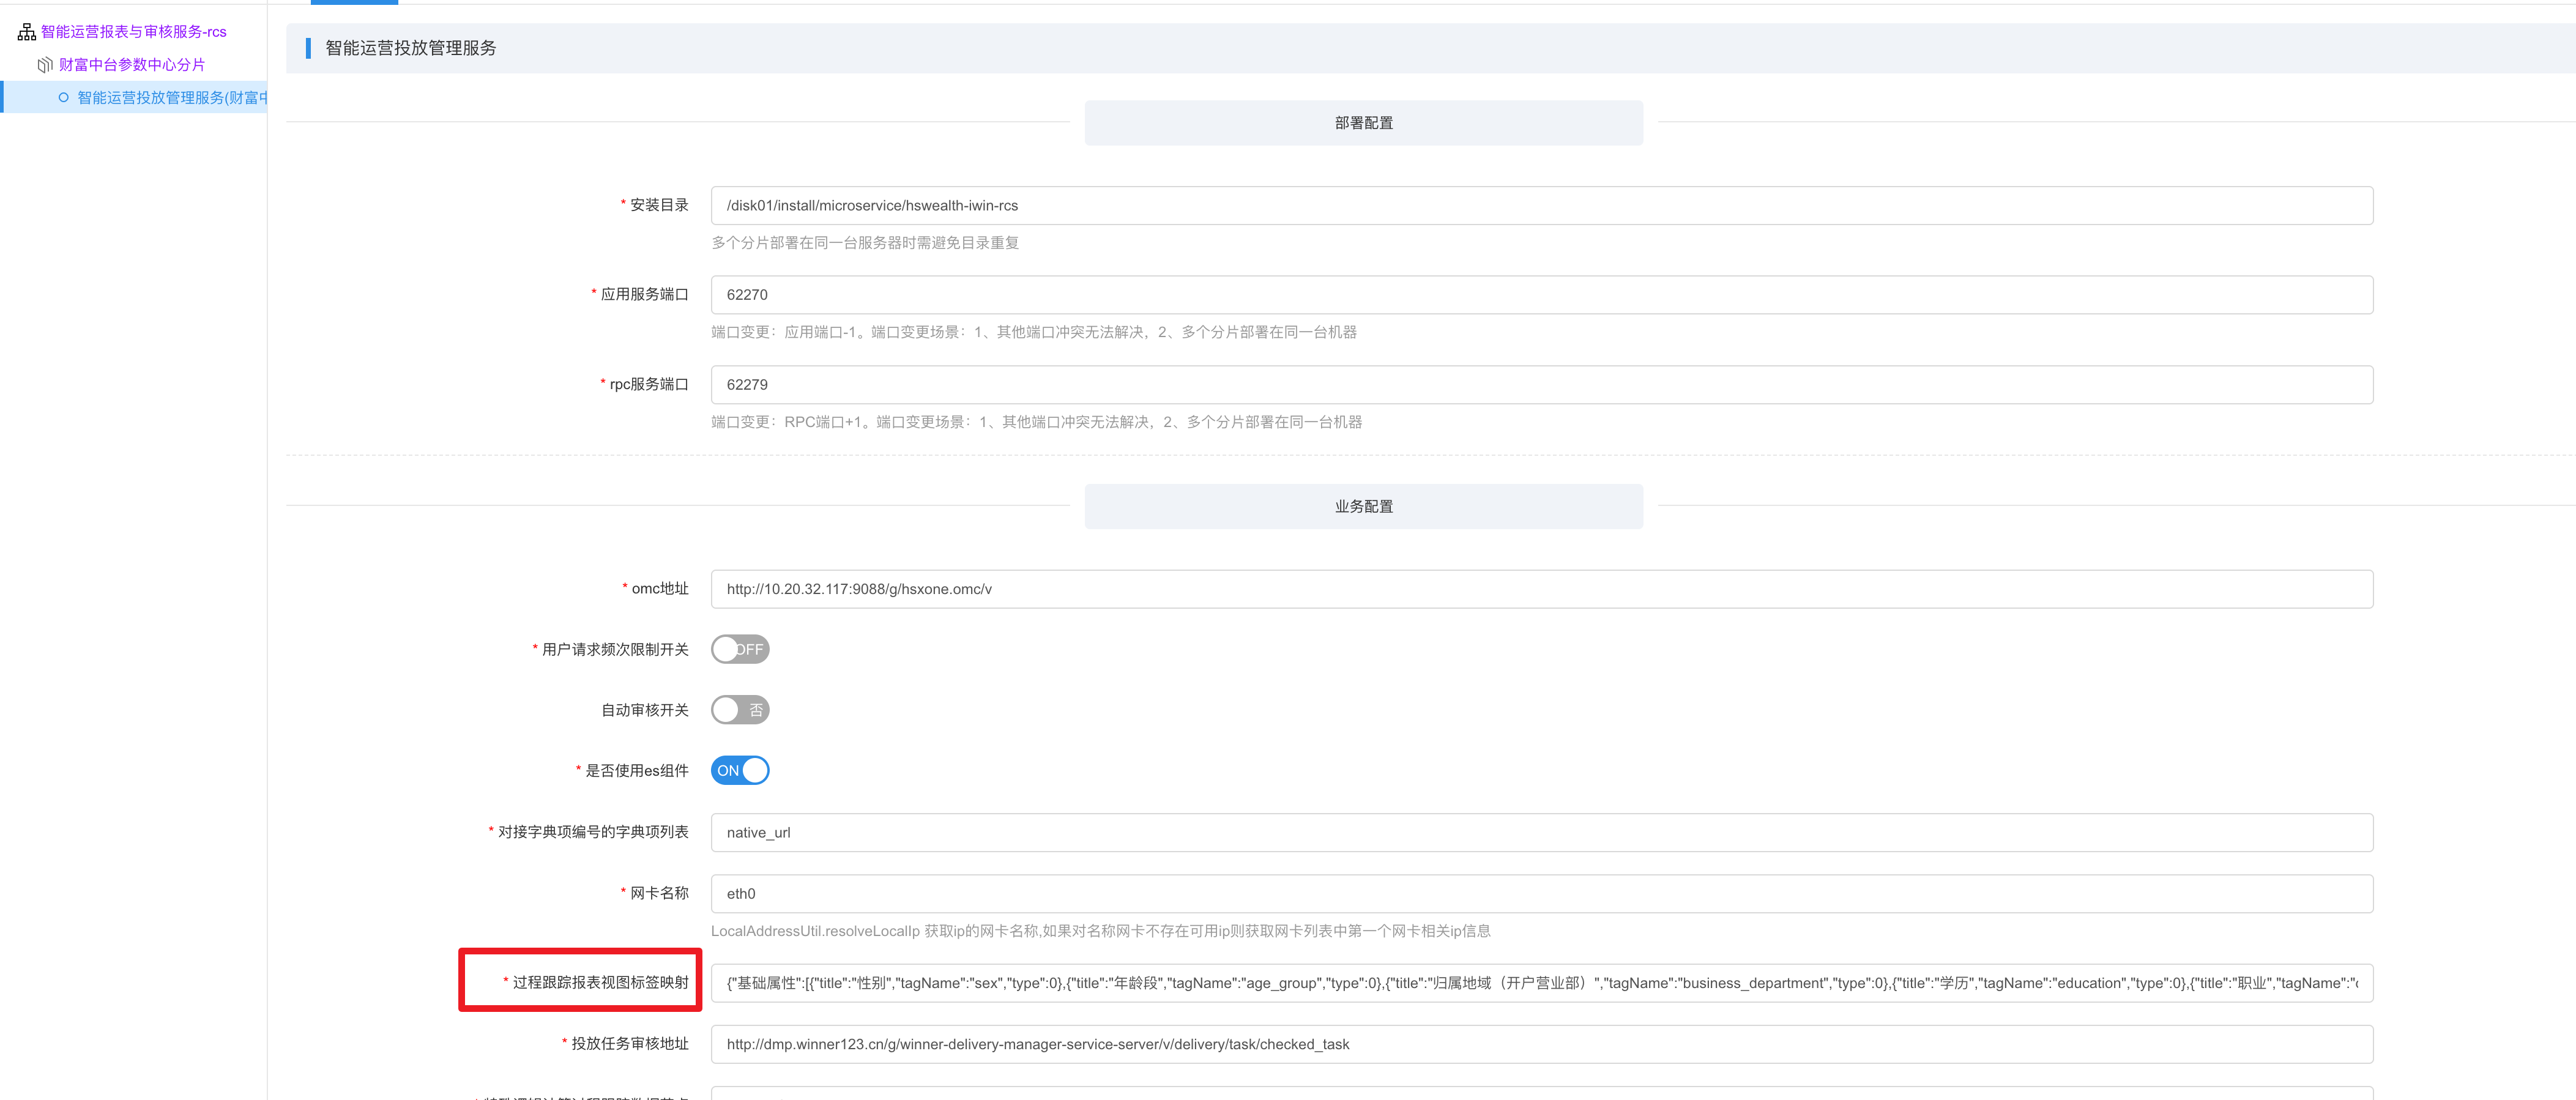 智能运营报表与审核服务-rcs
财富中台参数中心分片
智能运营投放管理服务(财富中
智能运营投放管理服务
部署配置
* 安装目录
/disk01/install/microservice/hswealth-iwin-rcs
多个分片部署在同一台服务器时需避免目录重复
* 应用服务端口
62270
端口变更：应用端口-1。端口变更场景：1、其他端口冲突无法解决，2、多个分片部署在同一台机器
* rpc服务端口
62279
端口变更：RPC端口+1。端口变更场景：1、其他端口冲突无法解决，2、多个分片部署在同一台机器
业务配置
* omc地址
http://10.20.32.117:9088/g/hsxone.omc/v
* 用户请求频次限制开关
OFF
自动审核开关
否
* 是否使用es组件
ON
* 对接字典项编号的字典项列表
native_url
* 网卡名称
eth0
LocalAddressUtil.resolveLocalIp 获取ip的网卡名称,如果对名称网卡不存在可用ip则获取网卡列表中第一个网卡相关ip信息
* 过程跟踪报表视图标签映射
{"基础属性":[{"title":"性别","tagName":"sex","type":0},{"title":"年龄段","tagName":"age_group","type":0},{"title":"归属地域（开户营业部）","tagName":"business_department","type":0},{"title":"学历","tagName":"education","type":0},{"title":"职业","tagName":"
* 投放任务审核地址
http://dmp.winner123.cn/g/winner-delivery-manager-service-server/v/delivery/task/checked_task